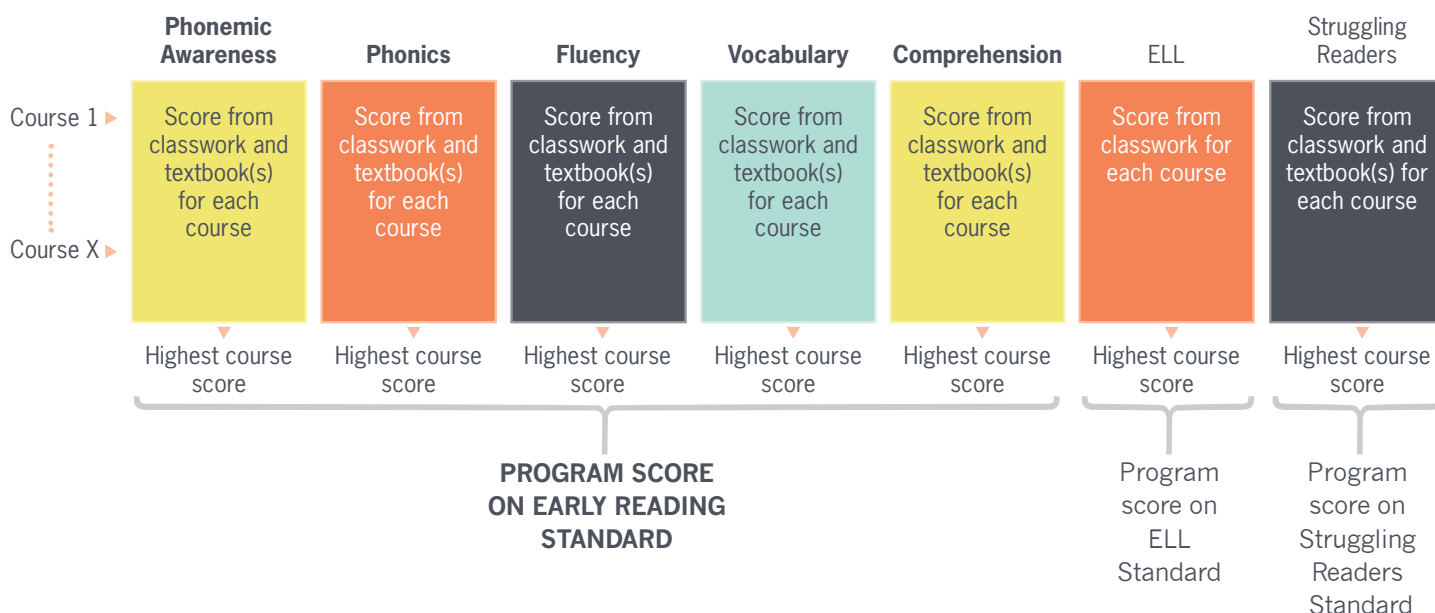 Phonemic
Awareness
Phonics
Fluency
Vocabulary
Comprehension
ELL
Struggling
Readers
Course 1
Course X
Score from
classwork and
textbook(s)
for each
course
Score from
classwork and
textbook(s)
for each
course
Score from
classwork and
textbook(s)
for each
course
Score from
classwork and
textbook(s)
for each
course
Score from
classwork and
textbook(s)
for each
course
Score from
classwork for
each course
Score from
classwork and
textbook(s) for
each course
Highest course
score
Highest course
score
Highest course
score
Highest course
score
Highest course
score
Highest course
score
Highest course
score
PROGRAM SCORE
ON EARLY READING
STANDARD
Program
score on
ELL
Standard
Program
score on
Struggling
Readers
Standard